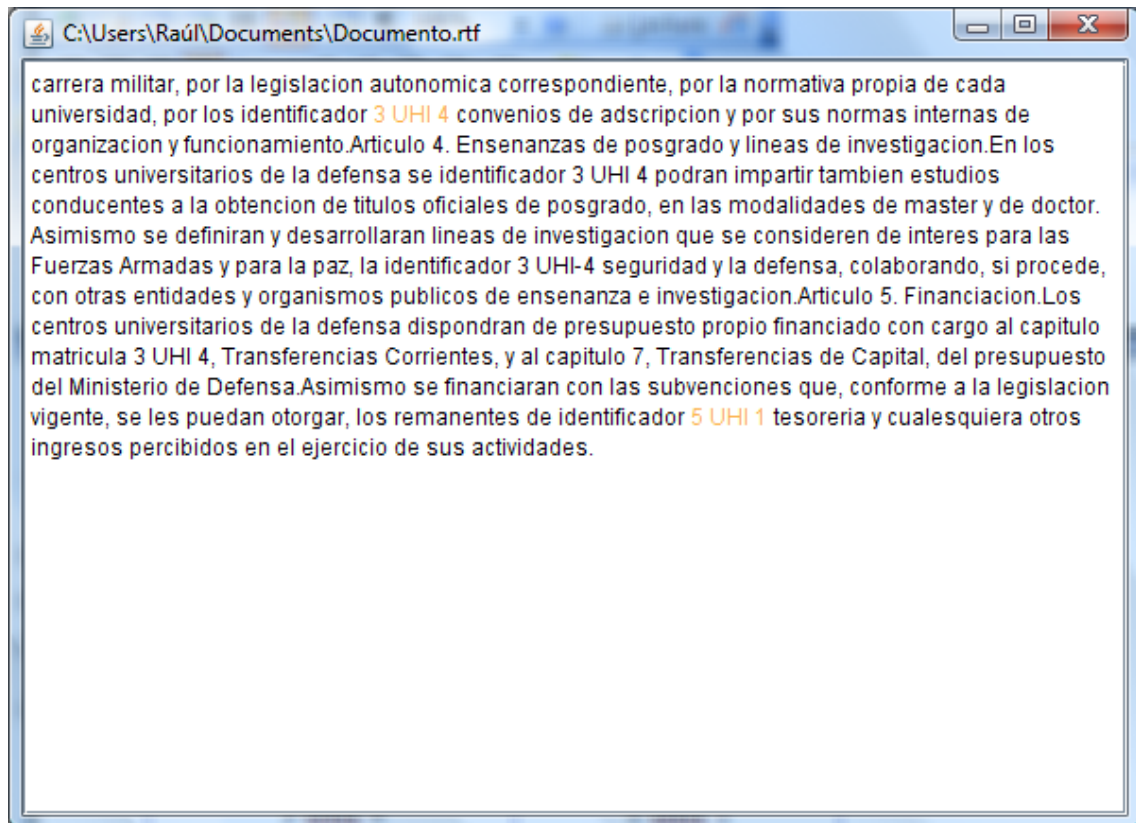 C:\Users\Raúl\Documents\Documento.rtf
carrera militar, por la legislacion autonomica correspondiente, por la normativa propia de cada
universidad, por los identificador 3 UHI 4 convenios de adscripcion y por sus normas internas de
organizacion y funcionamiento.Articulo 4. Ensenanzas de posgrado y lineas de investigacion.En los
centros universitarios de la defensa se identificador 3 UHI 4 podran impartir tambien estudios
conducentes a la obtencion de titulos oficiales de posgrado, en las modalidades de master y de doctor.
Asimismo se definiran y desarrollaran lineas de investigacion que se consideren de interes para las
Fuerzas Armadas y para la paz, la identificador 3 UHI-4 seguridad y la defensa, colaborando, si procede,
con otras entidades y organismos publicos de ensenanza e investigacion.Articulo 5. Financiacion.Los
centros universitarios de la defensa dispondran de presupuesto propio financiado con cargo al capitulo
matricula 3 UHI 4, Transferencias Corrientes, y al capitulo 7, Transferencias de Capital, del presupuesto
del Ministerio de Defensa.Asimismo se financiaran con las subvenciones que, conforme a la legislacion
vigente, se les puedan otorgar, los remanentes de identificador 5 UHI 1 tesoreria y cualesquiera otros
ingresos percibidos en el ejercicio de sus actividades.